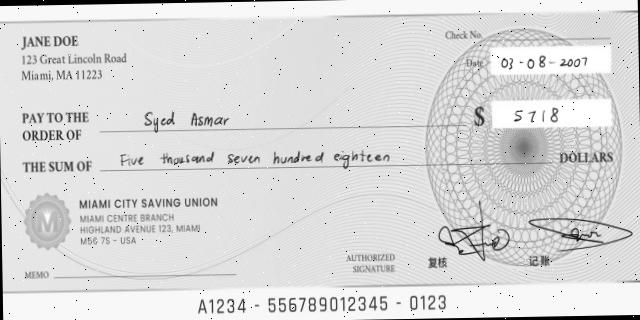 JANE DOE
123 Great Lincoln Road
Miami, MA 11223
Check No.
Date 03-08-2007
PAY TO THE
ORDER OF Syed Asmar
$ 5718
THE SUM OF Five thousand seven hundred eighteen DOLLARS
M
MIAMI CITY SAVING UNION
MIAMI CENTRE BRANCH
HIGHLAND AVENUE 123, MIAMI
M5G 7S - USA
MEMO
AUTHORIZED
SIGNATURE
复核
记账
A1234 - 556789012345 - 0123